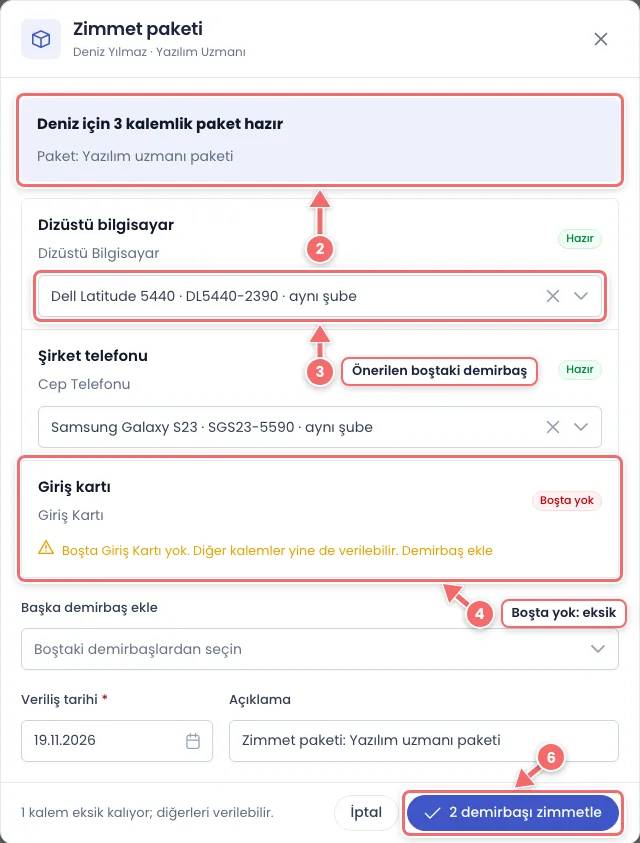 Zimmet paketi
Deniz Yılmaz · Yazılım Uzmanı
Deniz için 3 kalemlik paket hazır
Paket: Yazılım uzmanı paketi
2
Dizüstü bilgisayar
Hazır
Dizüstü Bilgisayar
Dell Latitude 5440 · DL5440-2390 · aynı şube
3
Önerilen boştaki demirbaş
Şirket telefonu
Hazır
Cep Telefonu
Samsung Galaxy S23 · SGS23-5590 · aynı şube
Giriş kartı
Boşta yok
Giriş Kartı
Boşta Giriş Kartı yok. Diğer kalemler yine de verilebilir. Demirbaş ekle
4
Boşta yok: eksik
Başka demirbaş ekle
Boştaki demirbaşlardan seçin
Veriliş tarihi *
Açıklama
19.11.2026
Zimmet paketi: Yazılım uzmanı paketi
6
1 kalem eksik kalıyor; diğerleri verilebilir.
İptal
2 demirbaşı zimmetle